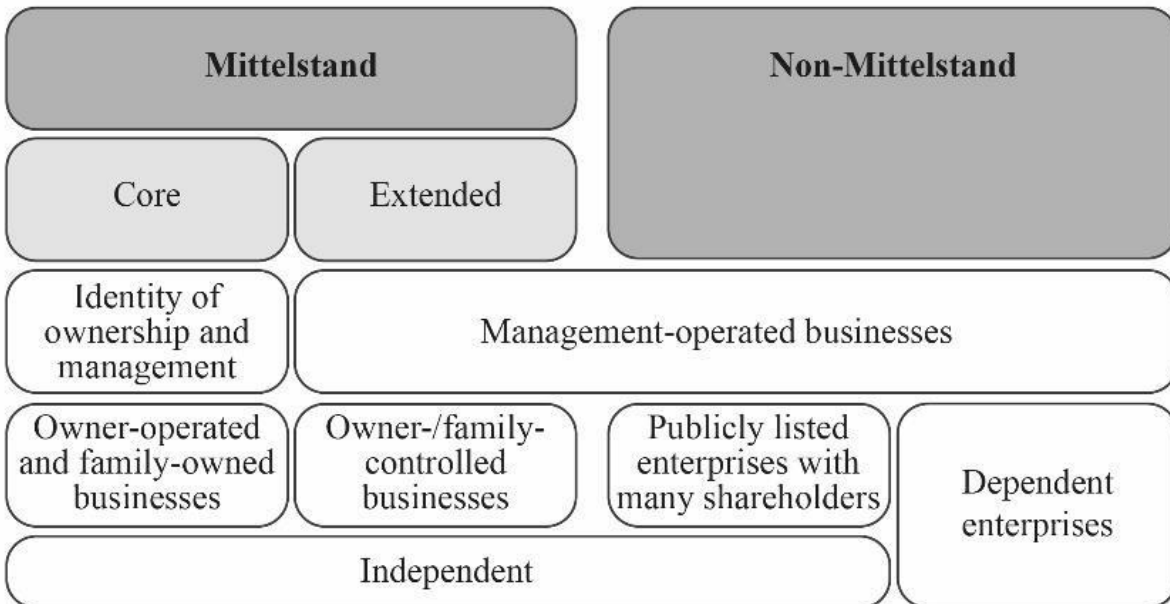 Mittelstand
Non-Mittelstand
Core
Extended
Identity of
ownership and
management
Management-operated businesses
Owner-operated
and family-owned
businesses
Owner-/family-
controlled
businesses
Publicly listed
enterprises with
many shareholders
Dependent
enterprises
Independent